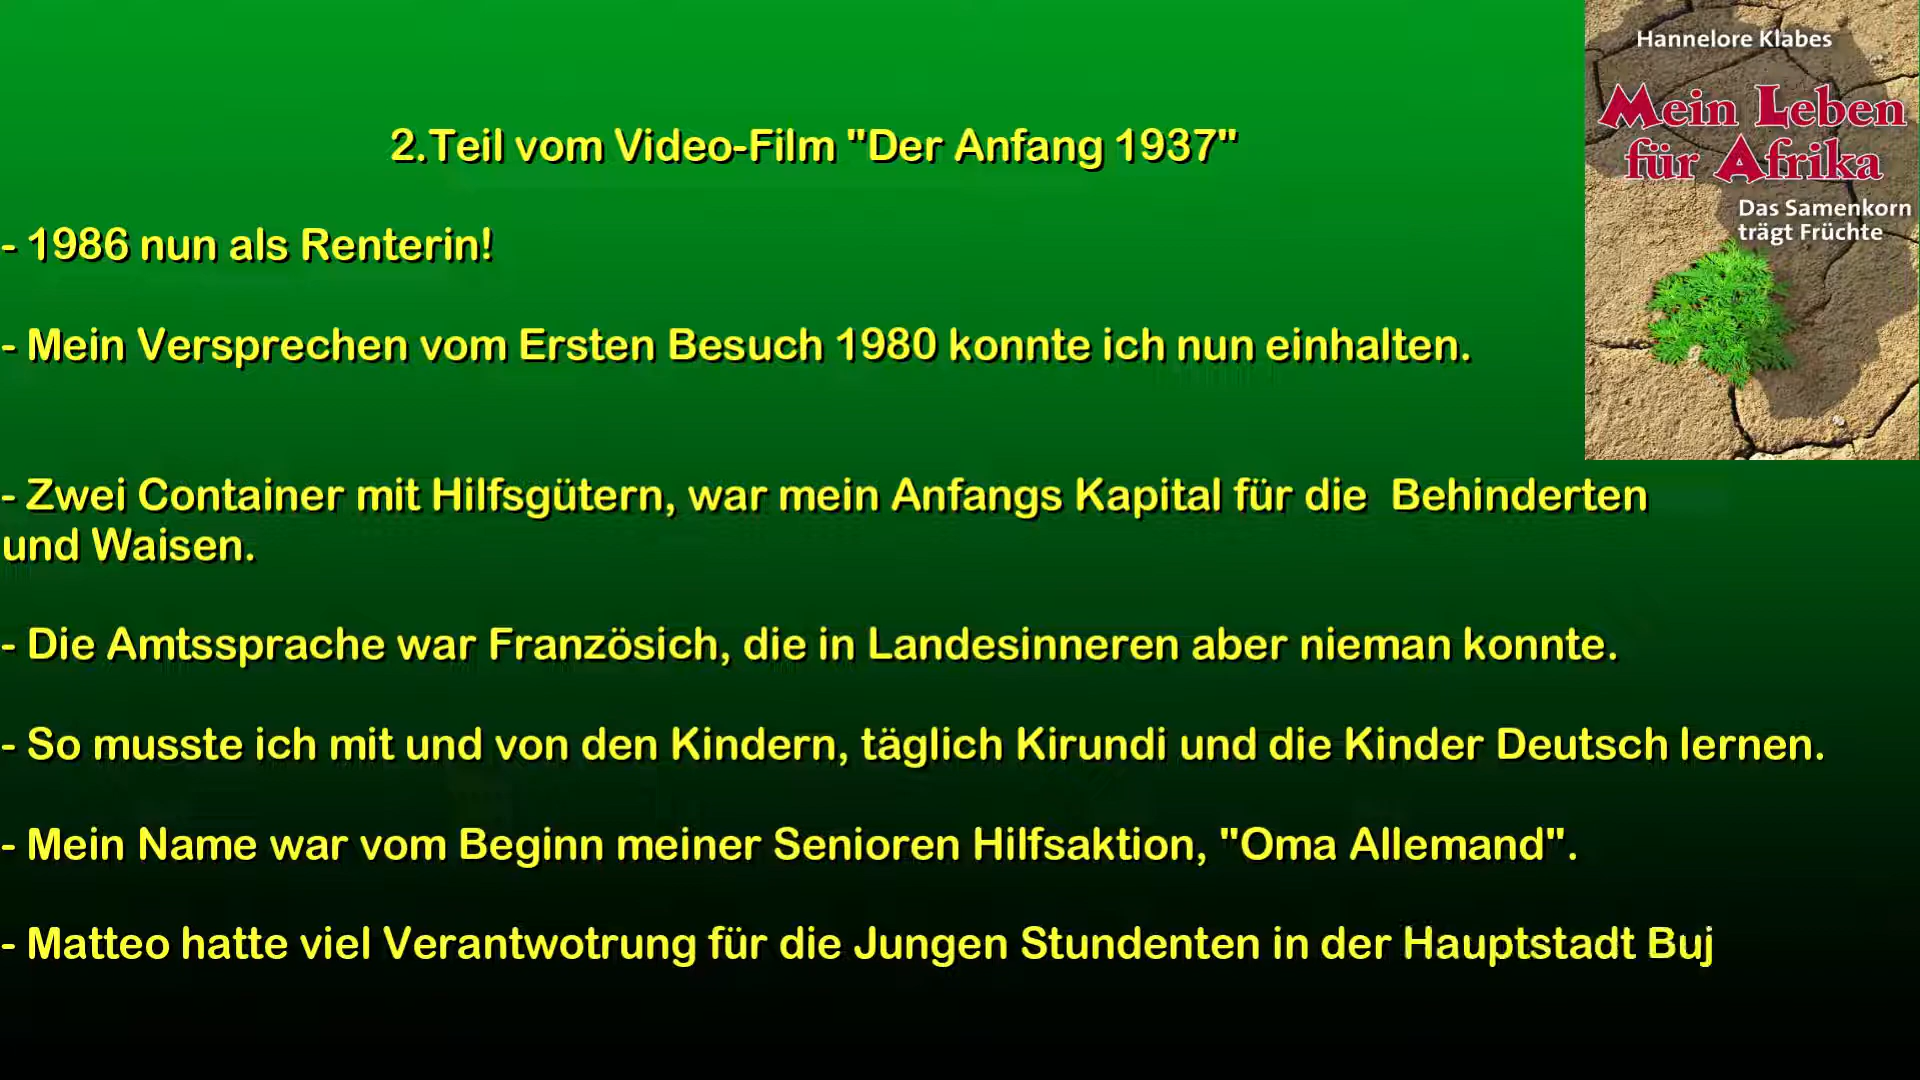 Hannelore Klabes
Mein Leben
für Afrika
Das Samenkorn
trägt Früchte
2.Teil vom Video-Film "Der Anfang 1937"
- 1986 nun als Renterin!
- Mein Versprechen vom Ersten Besuch 1980 konnte ich nun einhalten.
- Zwei Container mit Hilfsgütern, war mein Anfangs Kapital für die  Behinderten
und Waisen.
- Die Amtssprache war Französich, die in Landesinneren aber nieman konnte.
- So musste ich mit und von den Kindern, täglich Kirundi und die Kinder Deutsch lernen.
- Mein Name war vom Beginn meiner Senioren Hilfsaktion, "Oma Allemand".
- Matteo hatte viel Verantwotrung für die Jungen Stundenten in der Hauptstadt Buj